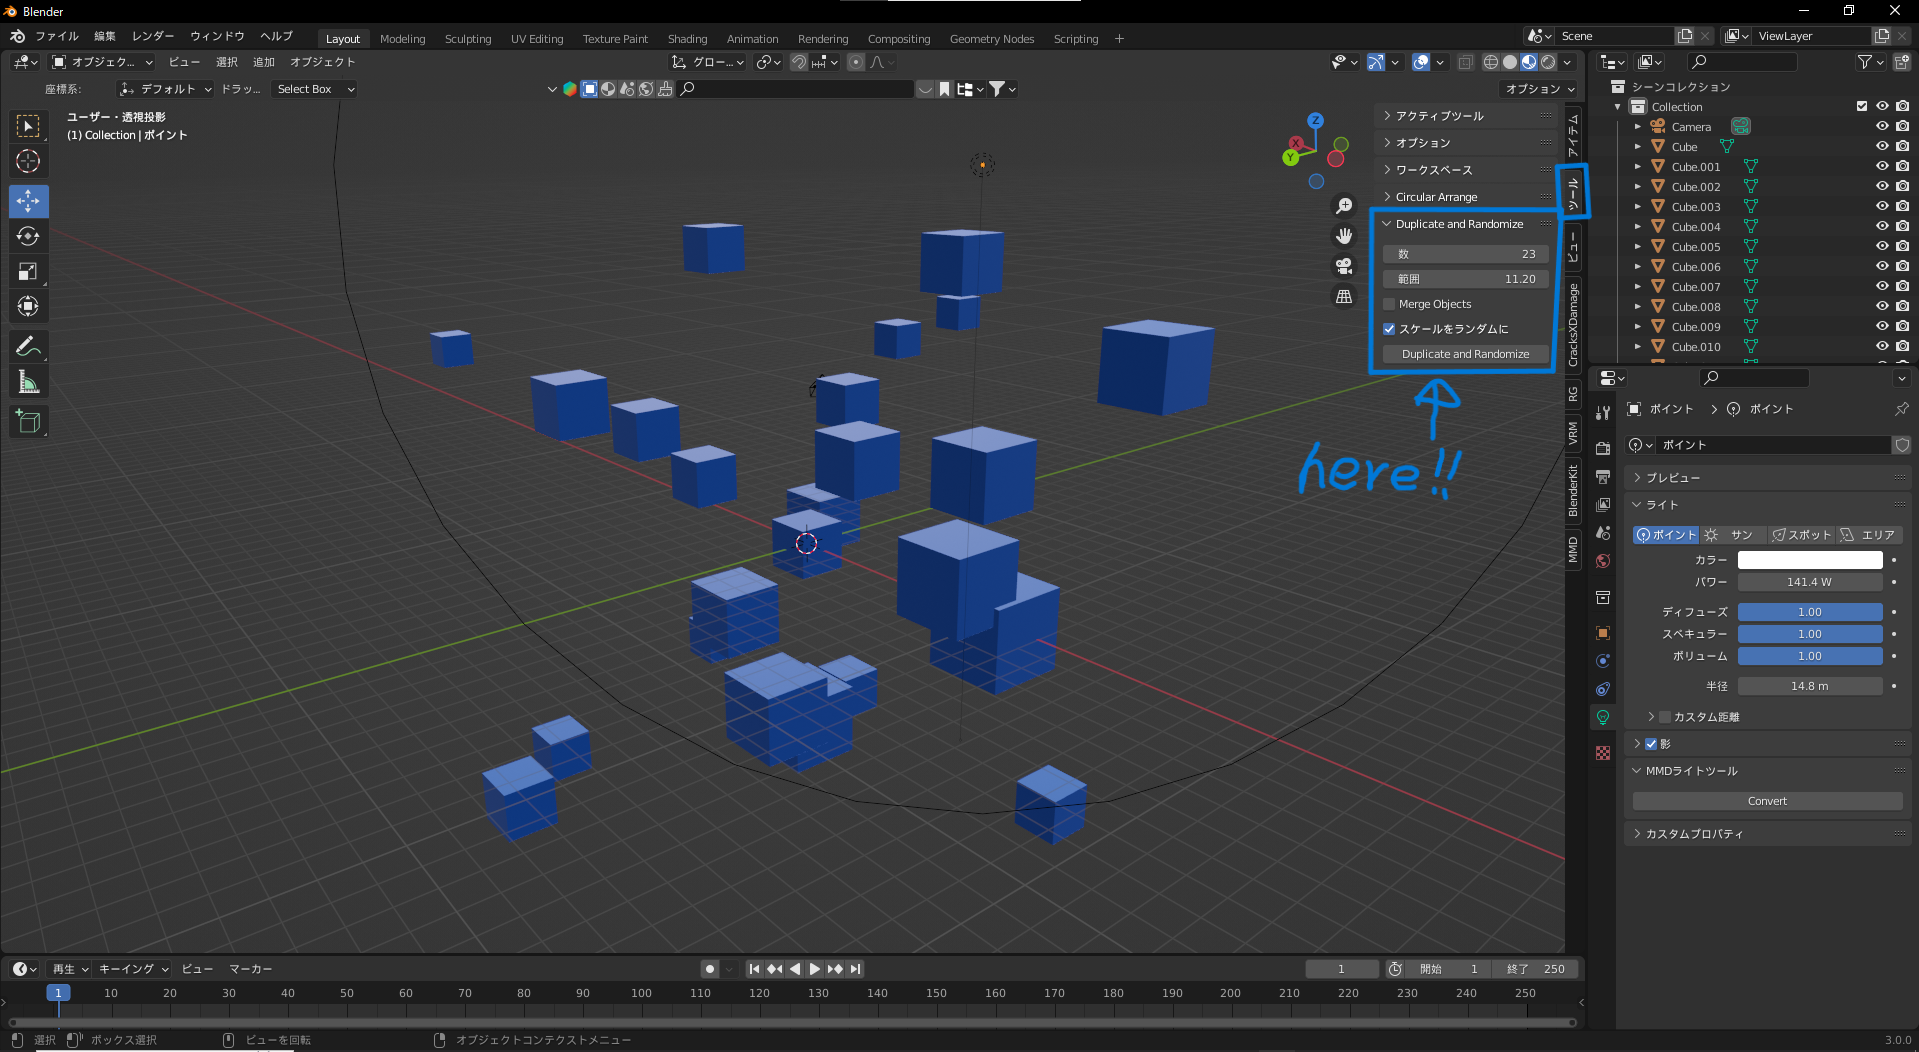 Blender
ファイル 編集 レンダー ウィンドウ ヘルプ Layout Modeling Sculpting UV Editing Texture Paint Shading Animation Rendering Compositing Geometry Nodes Scripting + Scene ViewLayer
オブジェク... ビュー 選択 追加 オブジェクト グロー...
座標系: デフォルト ドラッ... Select Box オプション
ユーザー・透視投影
(1) Collection | ポイント
Z
X
Y
アクティブツール
オプション
ワークスペース
Circular Arrange
Duplicate and Randomize
数 23
範囲 11.20
Merge Objects
スケールをランダムに
Duplicate and Randomize
here!!
アイテム
ツール
ビュー
CracksXDamage
RG
VRM
BlenderKit
MMD
シーンコレクション
Collection
Camera
Cube
Cube.001
Cube.002
Cube.003
Cube.004
Cube.005
Cube.006
Cube.007
Cube.008
Cube.009
Cube.010
ポイント ポイント
ポイント
プレビュー
ライト
ポイント サン スポット エリア
カラー
パワー 141.4 W
ディフューズ 1.00
スペキュラー 1.00
ボリューム 1.00
半径 14.8 m
カスタム距離
影
MMDライトツール
Convert
カスタムプロパティ
再生 キーイング ビュー マーカー 1 開始 1 終了 250
1 10 20 30 40 50 60 70 80 90 100 110 120 130 140 150 160 170 180 190 200 210 220 230 240 250
選択 ボックス選択 ビューを回転 オブジェクトコンテクストメニュー 3.0.0